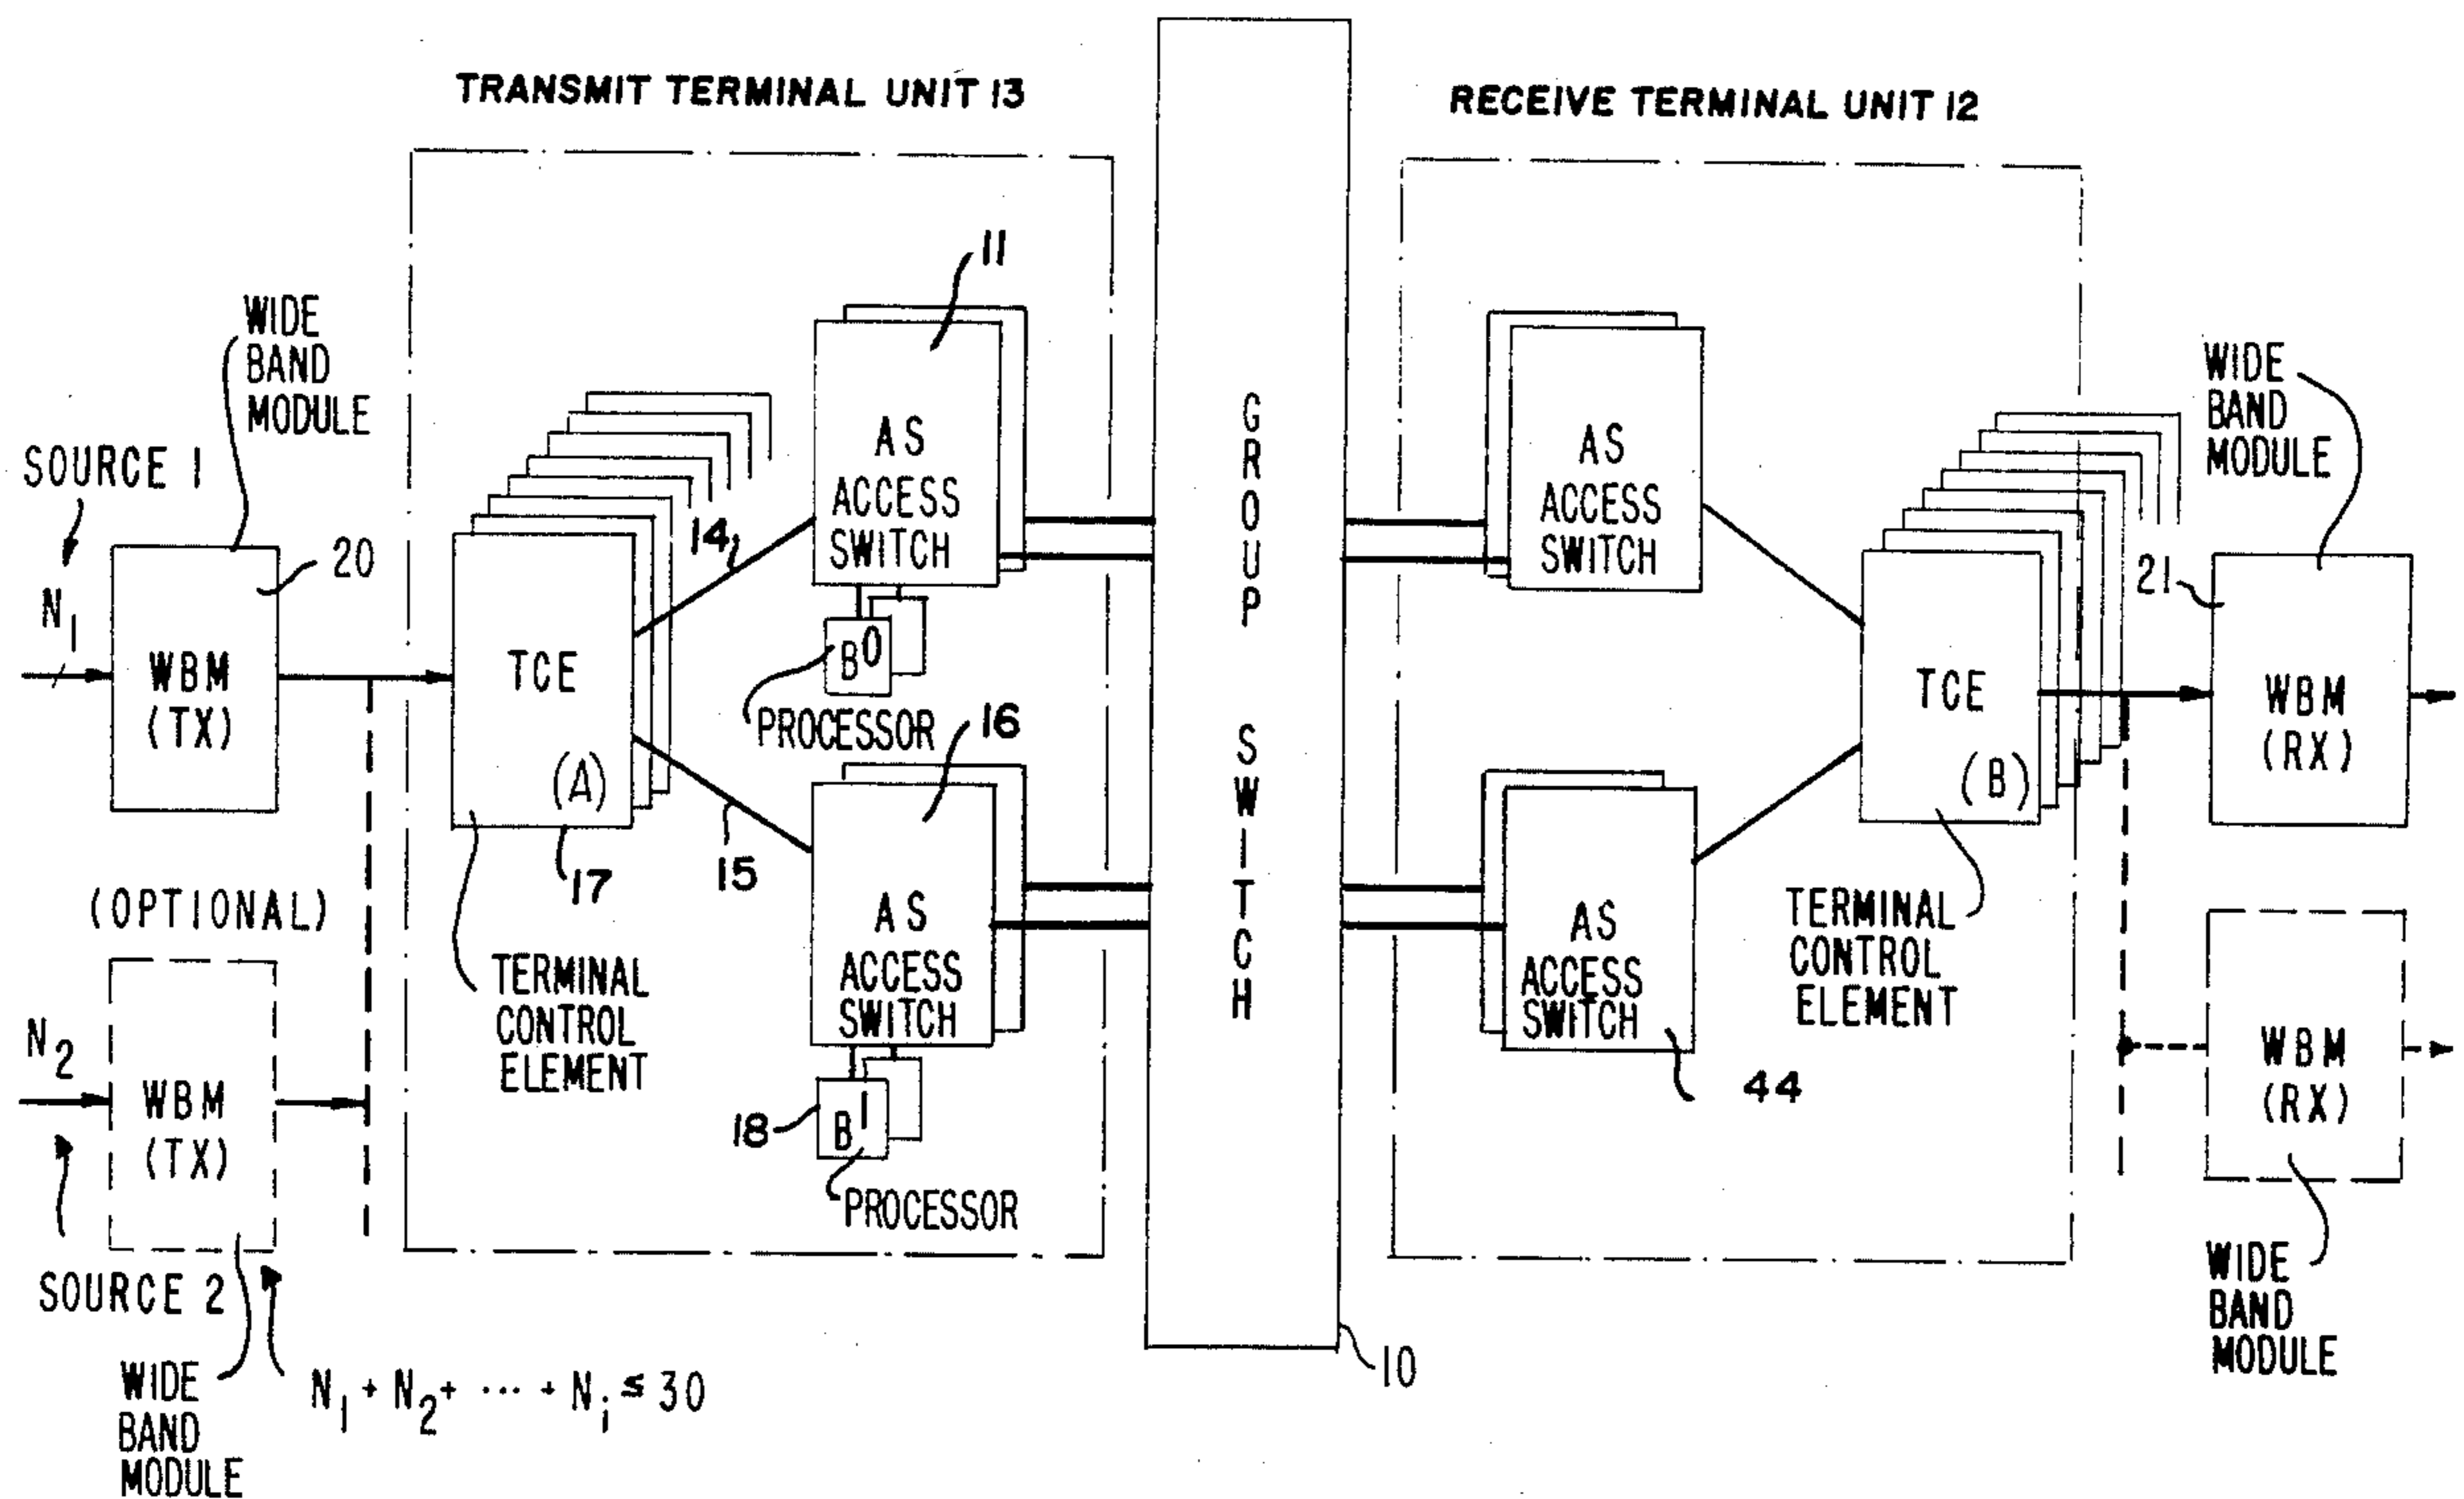 TRANSMIT TERMINAL UNIT 13
RECEIVE TERMINAL UNIT 12
WIDE
BAND
MODULE
SOURCE 1
N1
20
WBM
(TX)
(OPTIONAL)
N2
WBM
(TX)
SOURCE 2
WIDE
BAND
MODULE
N1 + N2 + ··· + Ni ≤ 30
TCE
(A)
17
TERMINAL
CONTROL
ELEMENT
14
15
11
AS
ACCESS
SWITCH
B0
PROCESSOR
16
AS
ACCESS
SWITCH
18
B1
PROCESSOR
GROUP SWITCH
10
AS
ACCESS
SWITCH
AS
ACCESS
SWITCH
44
TCE
(B)
TERMINAL
CONTROL
ELEMENT
WIDE
BAND
MODULE
21
WBM
(RX)
WBM
(RX)
WIDE
BAND
MODULE